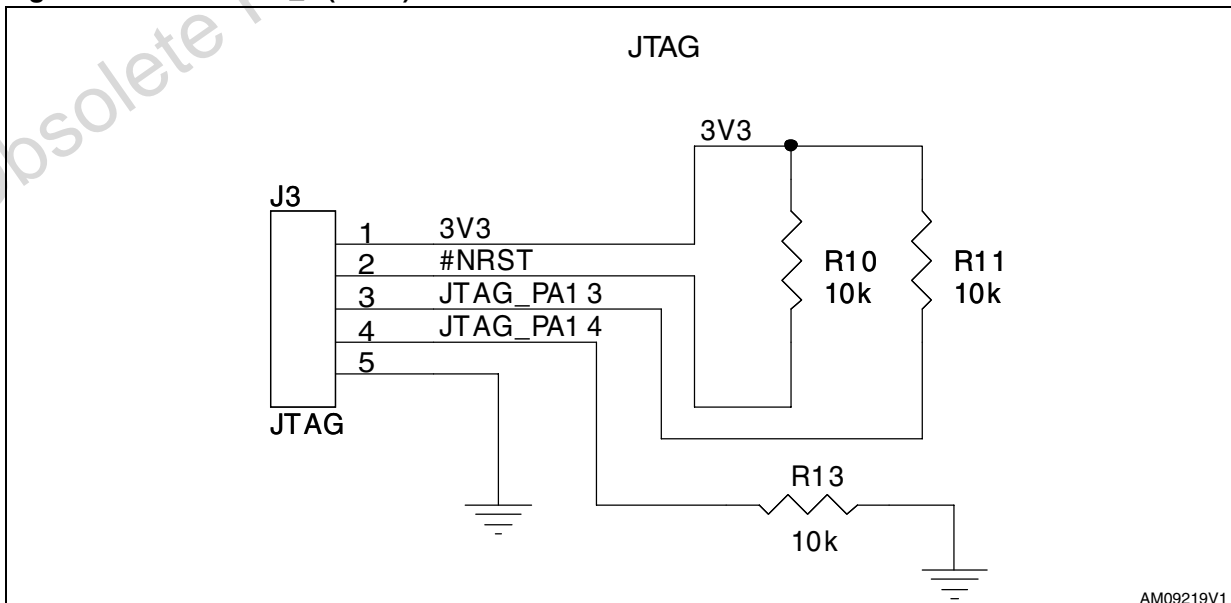 JTAG
3V3
J3
1 3V3
2 #NRST
3 JTAG_PA1 3
4 JTAG_PA1 4
5
JTAG
R10
10k
R11
10k
R13
10k
AM09219V1